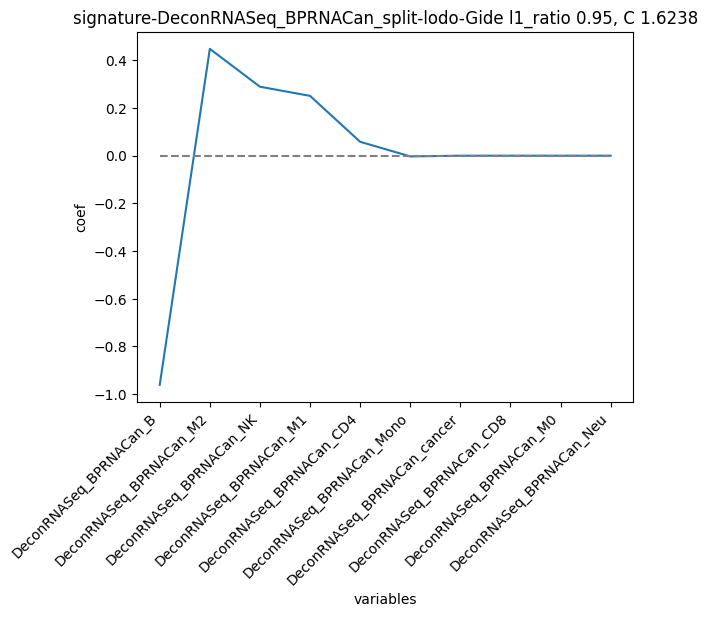 signature-DeconRNASeq_BPRNACan_split-lodo-Gide l1_ratio 0.95, C 1.6238
0.4
0.2
0.0
−0.2
−0.4
−0.6
−0.8
−1.0
coef
DeconRNASeq_BPRNACan_B
DeconRNASeq_BPRNACan_M2
DeconRNASeq_BPRNACan_NK
DeconRNASeq_BPRNACan_M1
DeconRNASeq_BPRNACan_CD4
DeconRNASeq_BPRNACan_Mono
DeconRNASeq_BPRNACan_cancer
DeconRNASeq_BPRNACan_CD8
DeconRNASeq_BPRNACan_M0
DeconRNASeq_BPRNACan_Neu
variables